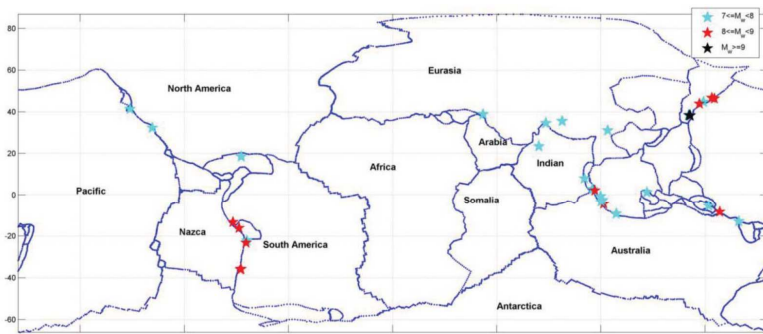 7<=Mw<8
8<=Mw<9
Mw>=9
80
60
40
20
0
-20
-40
-60
Eurasia
North America
Arabia
Africa
Indian
Pacific
Somalia
Nazca
South America
Australia
Antarctica